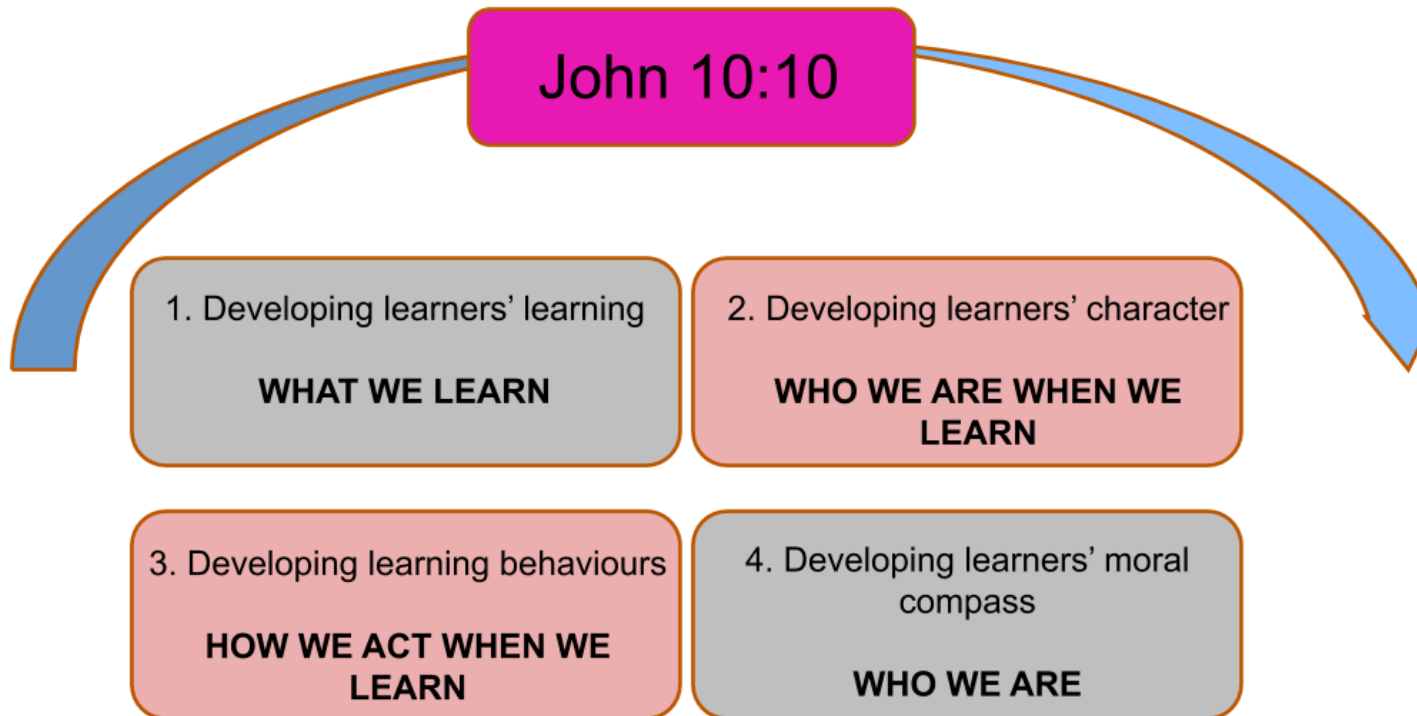 John 10:10
1. Developing learners’ learning
WHAT WE LEARN
2. Developing learners’ character
WHO WE ARE WHEN WE
LEARN
3. Developing learning behaviours
HOW WE ACT WHEN WE
LEARN
4. Developing learners’ moral
compass
WHO WE ARE